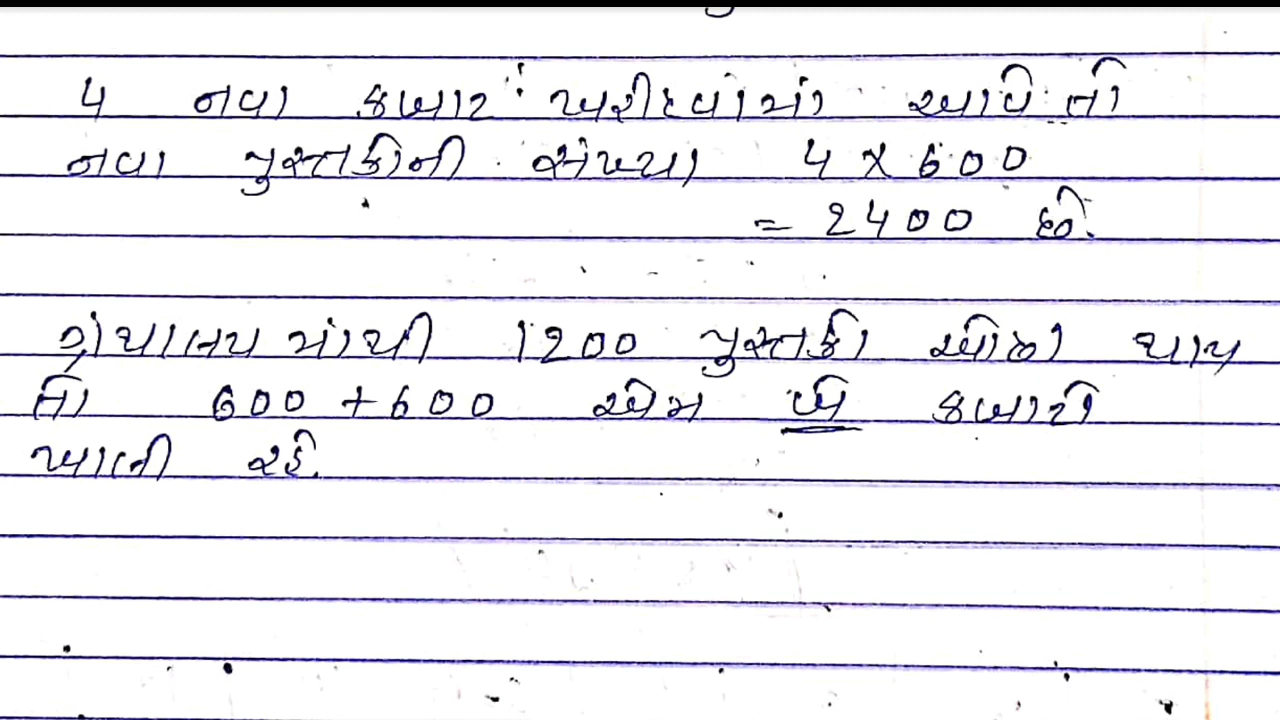 4 નવા કબાટ ખરીદવામાં આવે તો
નવા પુસ્તકોની સંખ્યા 4 × 600
= 2400 છે.
ગ્રંથાલય માંથી 1200 પુસ્તકો ઓછા થાય
તો 600 + 600 એમ બે કબાટો
ખાલી રહે.